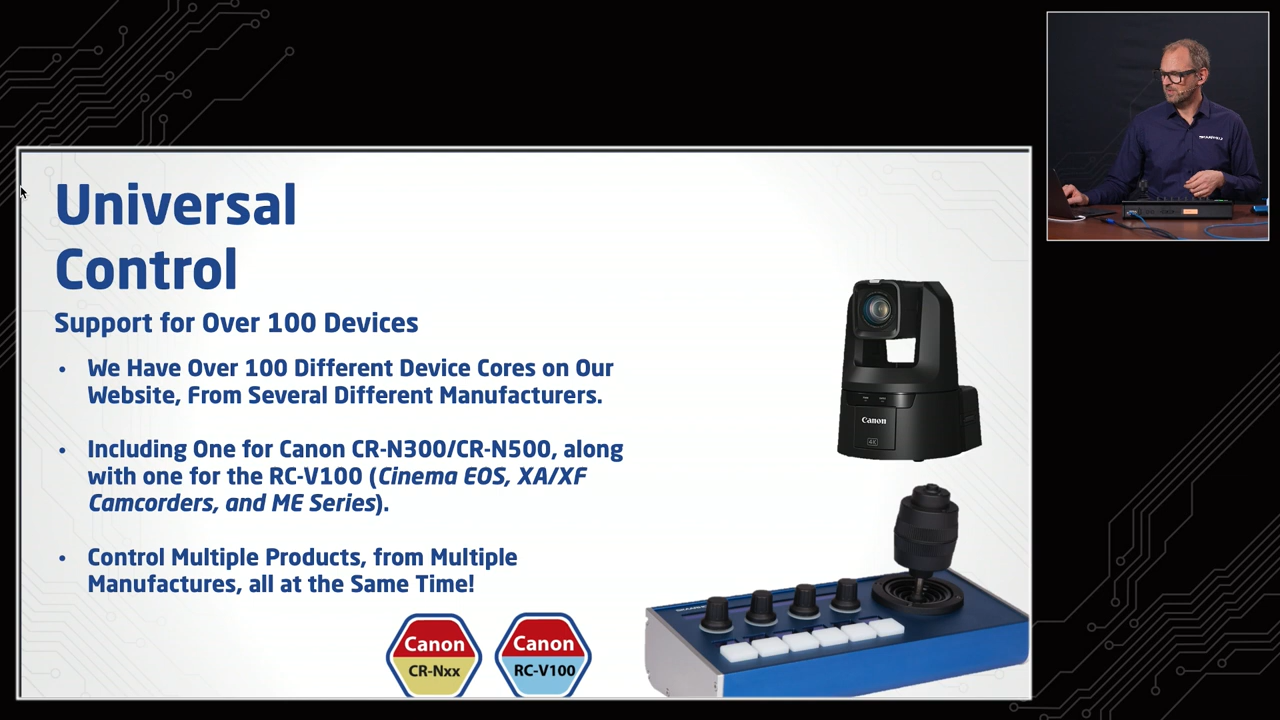 Universal
Control
Support for Over 100 Devices
• We Have Over 100 Different Device Cores on Our
Website, From Several Different Manufacturers.
• Including One for Canon CR-N300/CR-N500, along
with one for the RC-V100 (Cinema EOS, XA/XF
Camcorders, and ME Series).
• Control Multiple Products, from Multiple
Manufactures, all at the Same Time!
Canon
CR-Nxx
Canon
RC-V100
Canon
4K